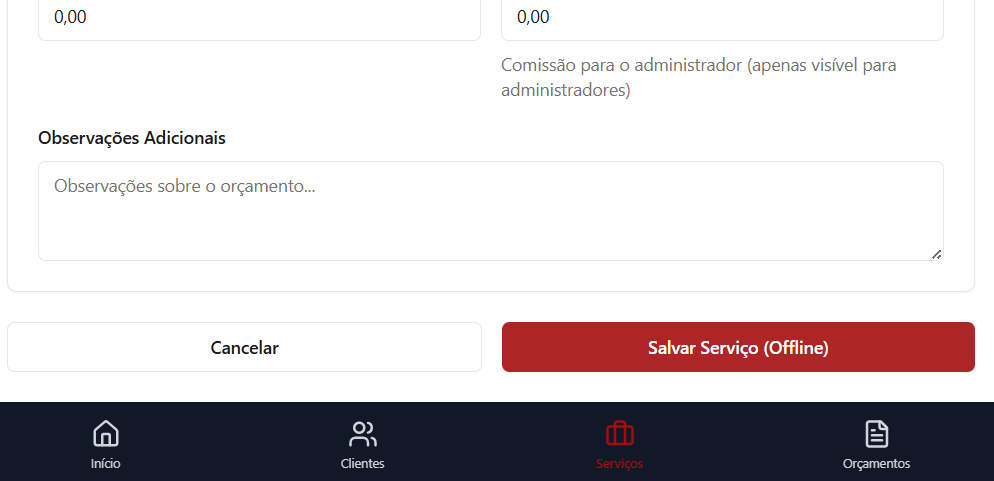 0,00
0,00
Comissão para o administrador (apenas visível para
administradores)
Observações Adicionais
Observações sobre o orçamento...
Cancelar
Salvar Serviço (Offline)
Início
Clientes
Serviços
Orçamentos